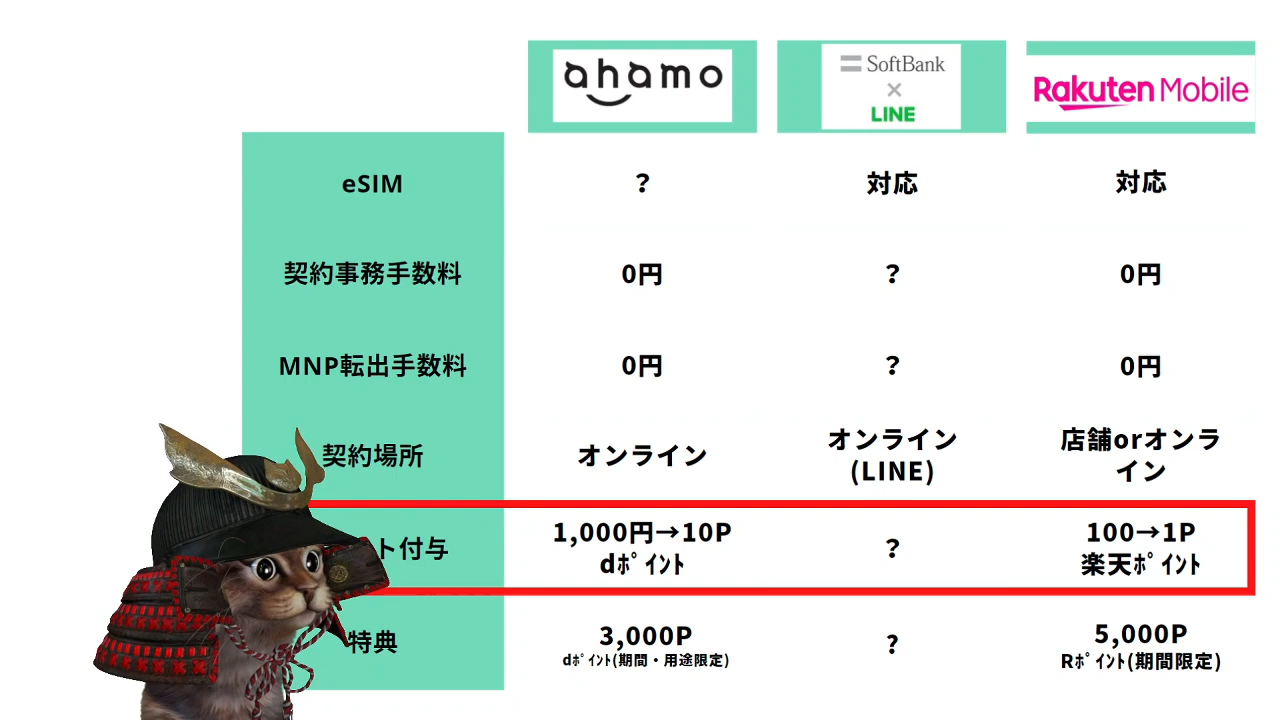 ahamo
SoftBank
×
LINE
Rakuten Mobile
eSIM
?
対応
対応
契約事務手数料
0円
?
0円
MNP転出手数料
0円
?
0円
契約場所
オンライン
オンライン
(LINE)
店舗orオンラ
イン
ト付与
1,000円→10P
dﾎﾟｲﾝﾄ
?
100→1P
楽天ﾎﾟｲﾝﾄ
特典
3,000P
dﾎﾟｲﾝﾄ(期間・用途限定)
?
5,000P
Rﾎﾟｲﾝﾄ(期間限定)